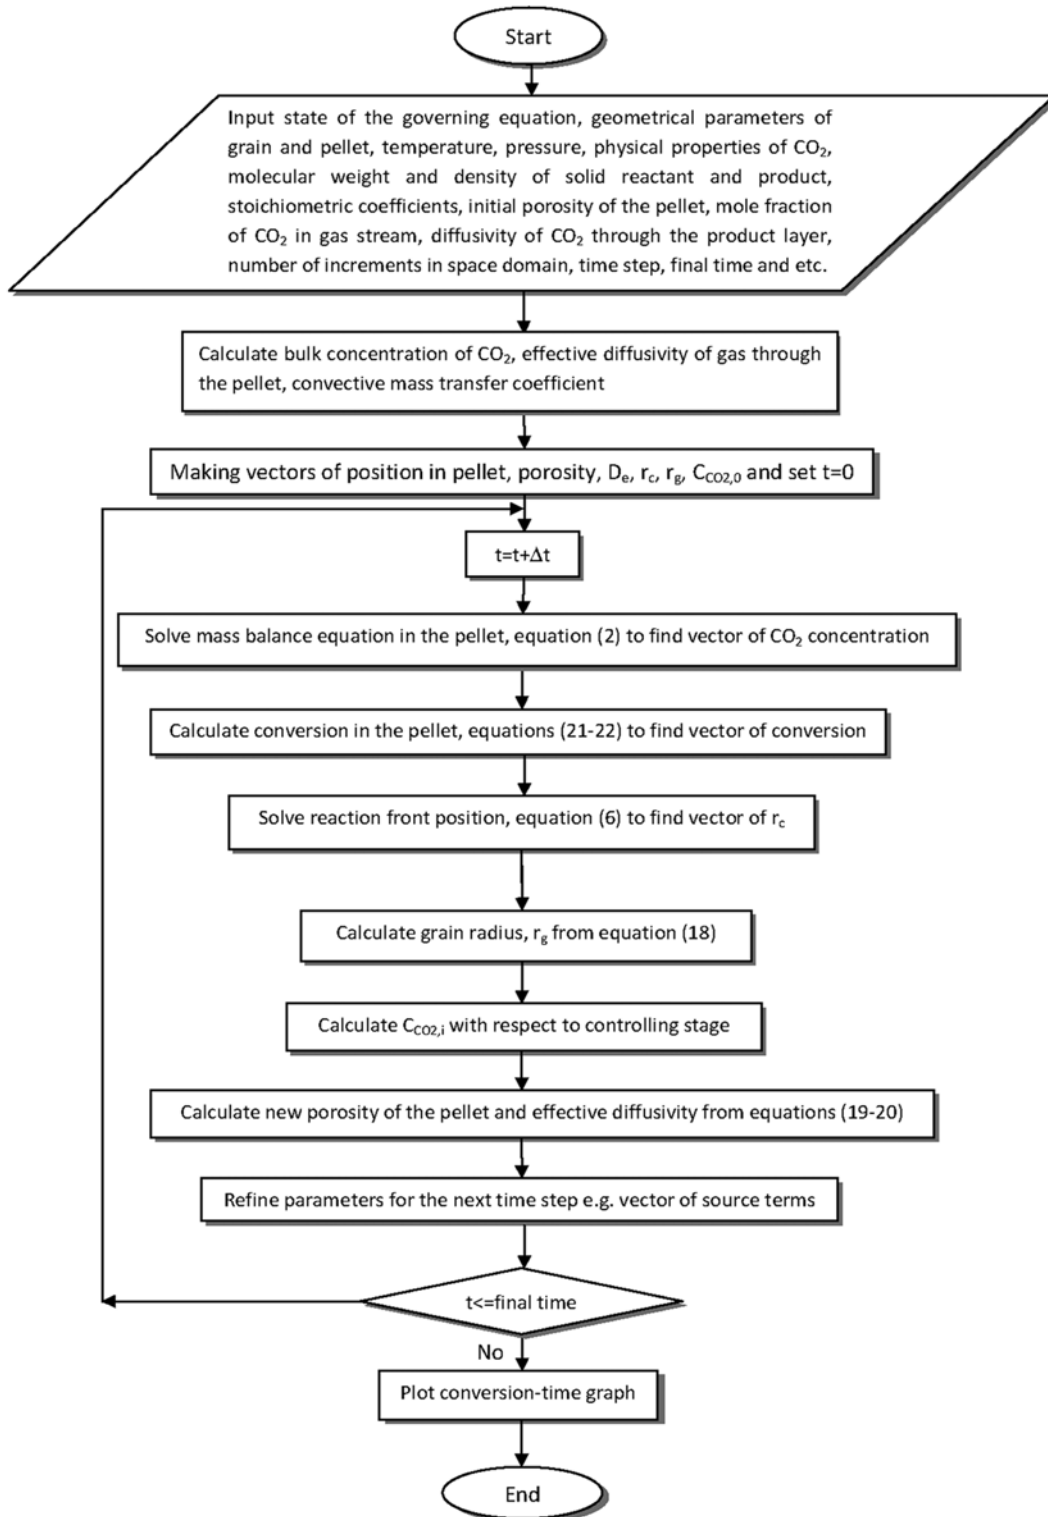 Start
Input state of the governing equation, geometrical parameters of
grain and pellet, temperature, pressure, physical properties of CO₂,
molecular weight and density of solid reactant and product,
stoichiometric coefficients, initial porosity of the pellet, mole fraction
of CO₂ in gas stream, diffusivity of CO₂ through the product layer,
number of increments in space domain, time step, final time and etc.
Calculate bulk concentration of CO₂, effective diffusivity of gas through
the pellet, convective mass transfer coefficient
Making vectors of position in pellet, porosity, Dₑ, r_c, r_g, C_CO2,0 and set t=0
t=t+Δt
Solve mass balance equation in the pellet, equation (2) to find vector of CO₂ concentration
Calculate conversion in the pellet, equations (21-22) to find vector of conversion
Solve reaction front position, equation (6) to find vector of r_c
Calculate grain radius, r_g from equation (18)
Calculate C_CO2,i with respect to controlling stage
Calculate new porosity of the pellet and effective diffusivity from equations (19-20)
Refine parameters for the next time step e.g. vector of source terms
t<=final time
No
Plot conversion-time graph
End